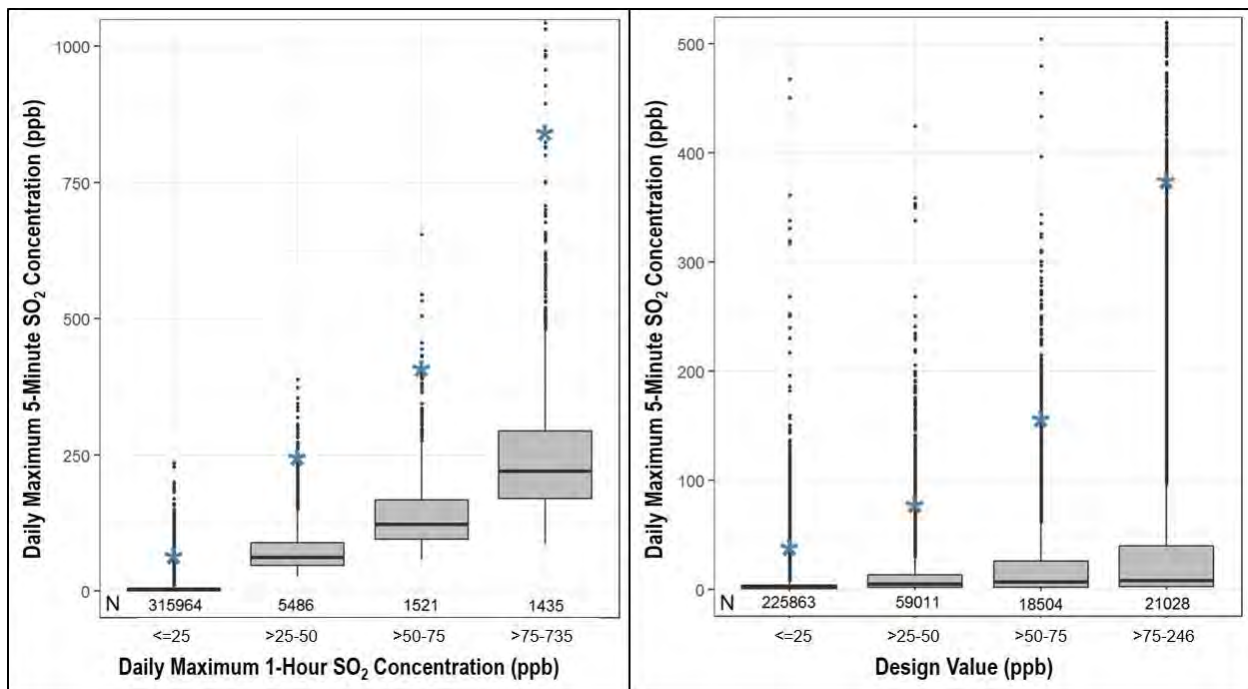 Daily Maximum 5-Minute SO₂ Concentration (ppb)
1000
750
500
250
0
N 315964 5486 1521 1435
<=25 >25-50 >50-75 >75-735
Daily Maximum 1-Hour SO₂ Concentration (ppb)
Daily Maximum 5-Minute SO₂ Concentration (ppb)
500
400
300
200
100
0
N 225863 59011 18504 21028
<=25 >25-50 >50-75 >75-246
Design Value (ppb)